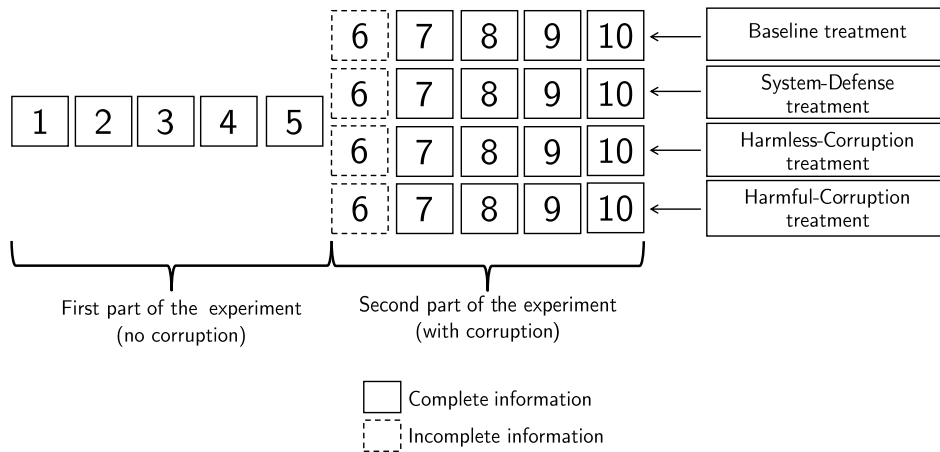 6 7 8 9 10 Baseline treatment
6 7 8 9 10 System-Defense
treatment
1 2 3 4 5
6 7 8 9 10 Harmless-Corruption
treatment
6 7 8 9 10 Harmful-Corruption
treatment
First part of the experiment
(no corruption)
Second part of the experiment
(with corruption)
Complete information
Incomplete information